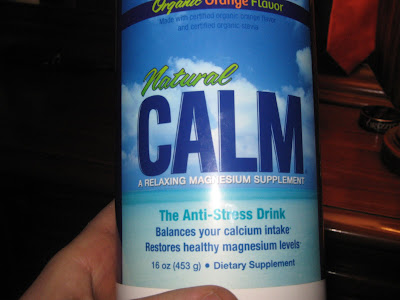 Organic Orange Flavor
Made with certified organic orange flavor
and certified organic stevia
Natural
CALM
A RELAXING MAGNESIUM SUPPLEMENT
The Anti-Stress Drink
Balances your calcium intake
Restores healthy magnesium levels
16 oz (453 g) • Dietary Supplement